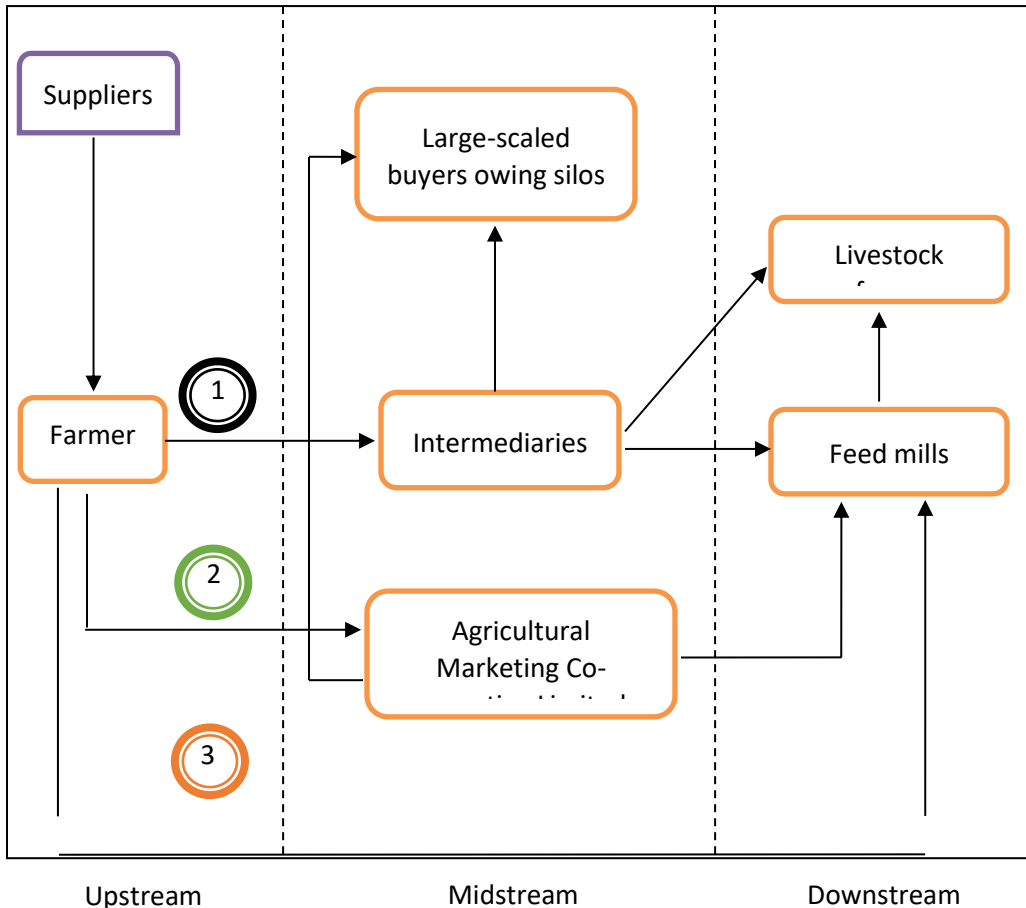 Suppliers
Large-scaled
buyers owing silos
Livestock
1
Farmer
Intermediaries
Feed mills
2
Agricultural
Marketing Co-
3
Upstream
Midstream
Downstream